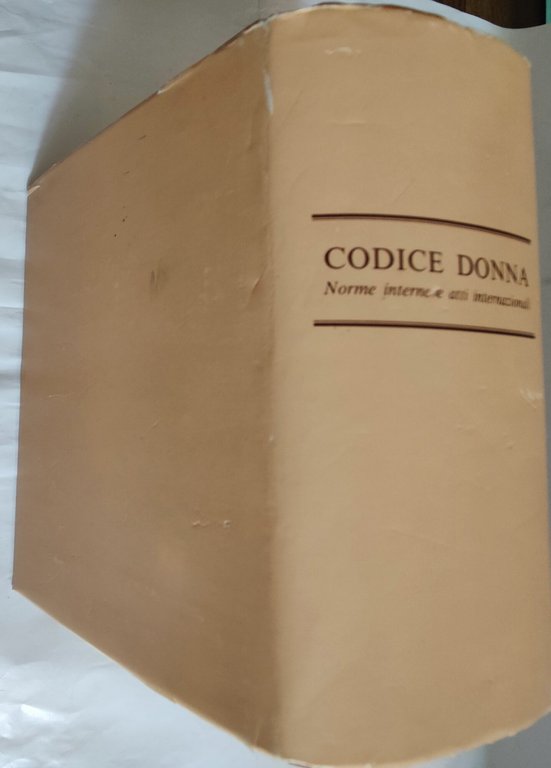 CODICE DONNA
Norme interne e atti internazionali